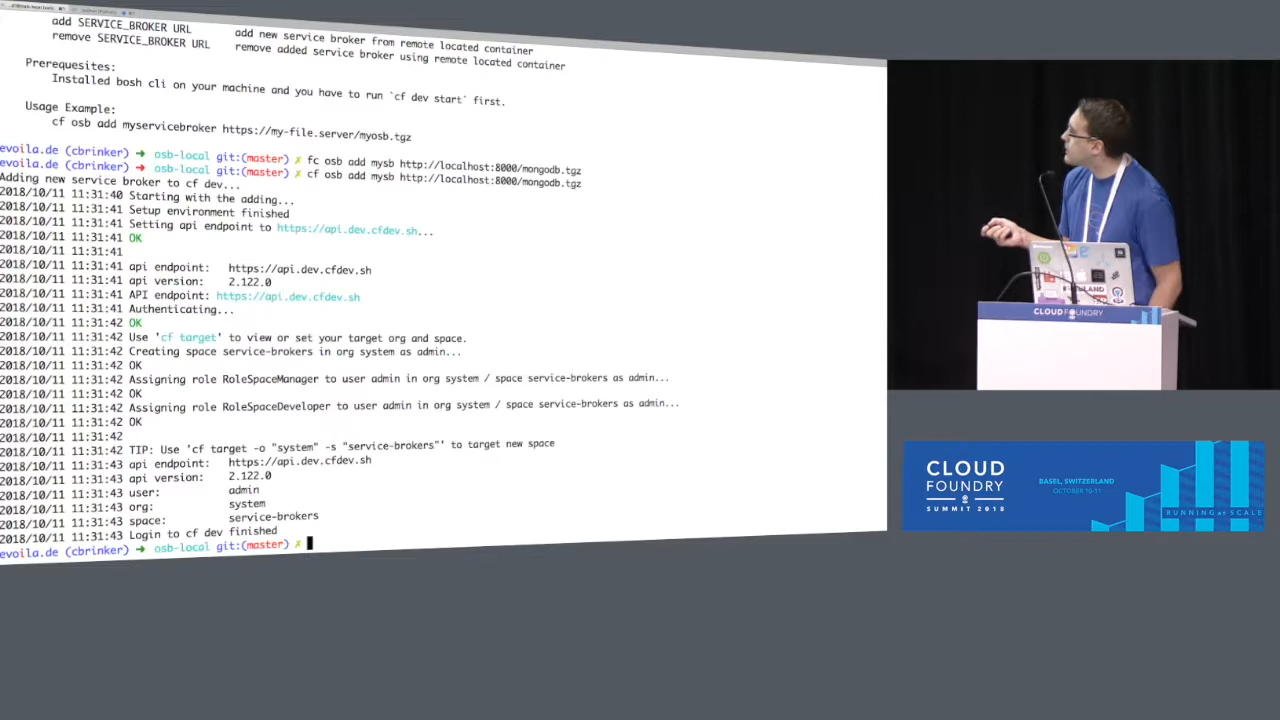 add SERVICE_BROKER URL add new service broker from remote located container
remove SERVICE_BROKER URL remove added service broker using remote located container
Prerequesites:
Installed bosh cli on your machine and you have to run `cf dev start` first.
Usage Example:
cf osb add myservicebroker https://my-file.server/myosb.tgz
evoila.de (cbrinker) ➜ osb-local git:(master) ✗ fc osb add mysb http://localhost:8000/mongodb.tgz
evoila.de (cbrinker) ➜ osb-local git:(master) ✗ cf osb add mysb http://localhost:8000/mongodb.tgz
Adding new service broker to cf dev...
2018/10/11 11:31:40 Starting with the adding...
2018/10/11 11:31:41 Setup environment finished
2018/10/11 11:31:41 Setting api endpoint to https://api.dev.cfdev.sh...
2018/10/11 11:31:41 OK
2018/10/11 11:31:41
2018/10/11 11:31:41 api endpoint: https://api.dev.cfdev.sh
2018/10/11 11:31:41 api version: 2.122.0
2018/10/11 11:31:41 API endpoint: https://api.dev.cfdev.sh
2018/10/11 11:31:41 Authenticating...
2018/10/11 11:31:42 OK
2018/10/11 11:31:42 Use 'cf target' to view or set your target org and space.
2018/10/11 11:31:42 Creating space service-brokers in org system as admin...
2018/10/11 11:31:42 OK
2018/10/11 11:31:42 Assigning role RoleSpaceManager to user admin in org system / space service-brokers as admin...
2018/10/11 11:31:42 OK
2018/10/11 11:31:42 Assigning role RoleSpaceDeveloper to user admin in org system / space service-brokers as admin...
2018/10/11 11:31:42 OK
2018/10/11 11:31:42
2018/10/11 11:31:42 TIP: Use 'cf target -o "system" -s "service-brokers"' to target new space
2018/10/11 11:31:43 api endpoint: https://api.dev.cfdev.sh
2018/10/11 11:31:43 api version: 2.122.0
2018/10/11 11:31:43 user: admin
2018/10/11 11:31:43 org: system
2018/10/11 11:31:43 space: service-brokers
2018/10/11 11:31:43 Login to cf dev finished
evoila.de (cbrinker) ➜ osb-local git:(master) ✗
CLOUD FOUNDRY
CLOUD
FOUNDRY
SUMMIT 2018
BASEL, SWITZERLAND
OCTOBER 10-11
RUNNING AT SCALE